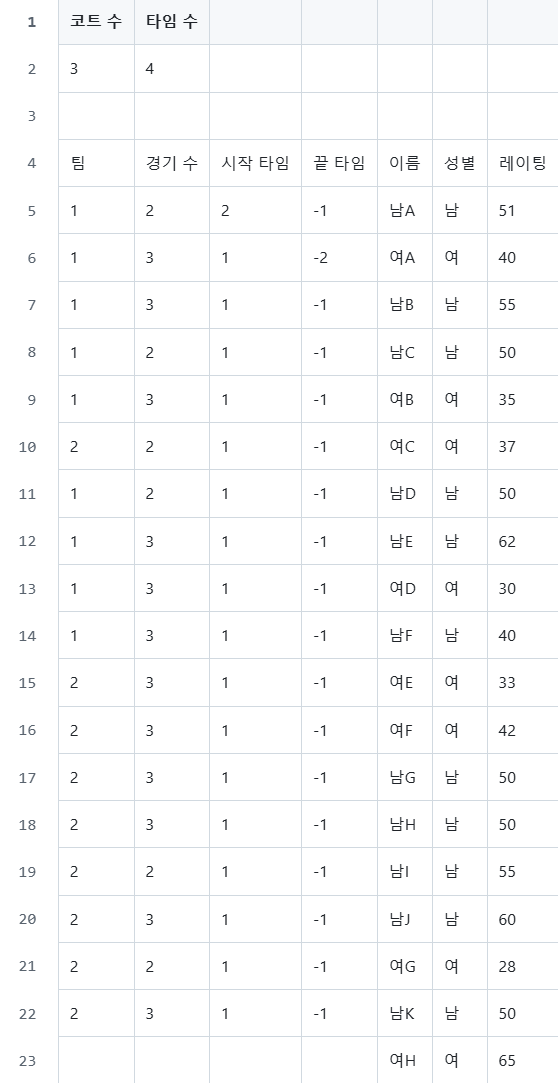 1 코트 수 타임 수
2 3 4
3
4 팀 경기 수 시작 타임 끝 타임 이름 성별 레이팅
5 1 2 2 -1 남A 남 51
6 1 3 1 -2 여A 여 40
7 1 3 1 -1 남B 남 55
8 1 2 1 -1 남C 남 50
9 1 3 1 -1 여B 여 35
10 2 2 1 -1 여C 여 37
11 1 2 1 -1 남D 남 50
12 1 3 1 -1 남E 남 62
13 1 3 1 -1 여D 여 30
14 1 3 1 -1 남F 남 40
15 2 3 1 -1 여E 여 33
16 2 3 1 -1 여F 여 42
17 2 3 1 -1 남G 남 50
18 2 3 1 -1 남H 남 50
19 2 2 1 -1 남I 남 55
20 2 3 1 -1 남J 남 60
21 2 2 1 -1 여G 여 28
22 2 3 1 -1 남K 남 50
23 여H 여 65